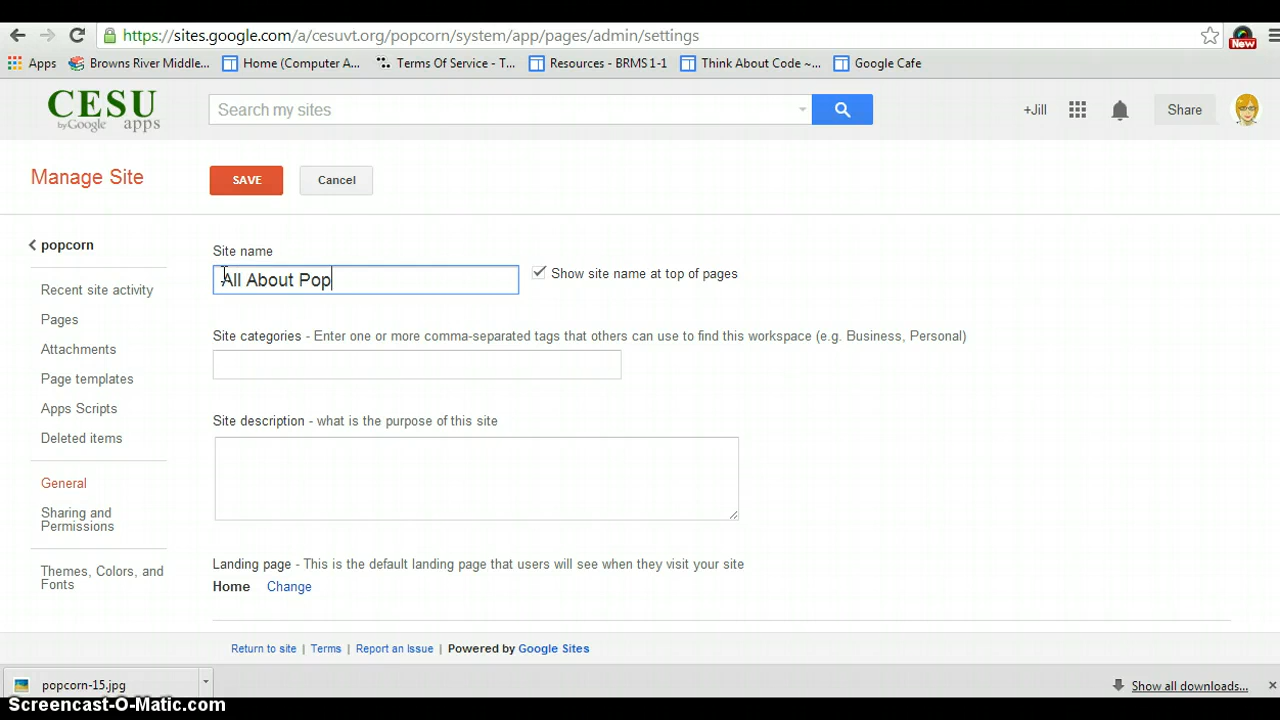 https://sites.google.com/a/cesuvt.org/popcorn/system/app/pages/admin/settings
New
Apps Browns River Middle... Home (Computer A... Terms Of Service - T... Resources - BRMS 1-1 Think About Code ~... Google Cafe
CESU
by Google apps
Search my sites
+Jill
Share
Manage Site
SAVE
Cancel
popcorn
Recent site activity
Pages
Attachments
Page templates
Apps Scripts
Deleted items
General
Sharing and
Permissions
Themes, Colors, and
Fonts
Site name
All About Pop
Show site name at top of pages
Site categories - Enter one or more comma-separated tags that others can use to find this workspace (e.g. Business, Personal)
Site description - what is the purpose of this site
Landing page - This is the default landing page that users will see when they visit your site
Home Change
Return to site | Terms | Report an Issue | Powered by Google Sites
popcorn-15.jpg
Show all downloads...
Screencast-O-Matic.com